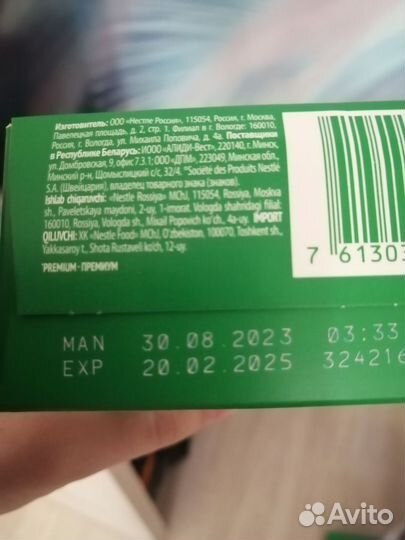 Изготовитель: ООО «Нестле Россия», 115054, Россия, г. Москва,
Павелецкая площадь, д. 2, стр. 1. Филиал в г. Вологде: 160010,
Россия, г. Вологда, ул. Михаила Поповича, д. 4а. Поставщики
в Республике Беларусь: ИООО «АЛИДИ-Вест», 220140, г. Минск,
ул. Домбровская, 9, офис 7.3.1; ООО «ДПМ», 223049, Минская обл.,
Минский р-н, Щомыслицкий с/с, 32/4. *Société des Produits Nestlé
S.A. (Швейцария), владелец товарного знака (знаков).
Ishlab chiqaruvchi: «Nestle Rossiya» MChJ, 115054, Rossiya, Moskva
sh., Paveletskaya maydoni, 2-uy, 1-imorat. Vologda shahridagi filial:
160010, Rossiya, Vologda sh., Mixail Popovich ko'ch, 4a-uy. IMPORT
QILUVCHI: XK «Nestle Food» MChJ, O'zbekiston, 100070, Toshkent sh.,
Yakkasaroy t., Shota Rustaveli ko'ch, 12-uy.
'PREMIUM - ПРЕМИУМ
7 61303
MAN 30.08.2023 03:33
EXP 20.02.2025 324216
Avito